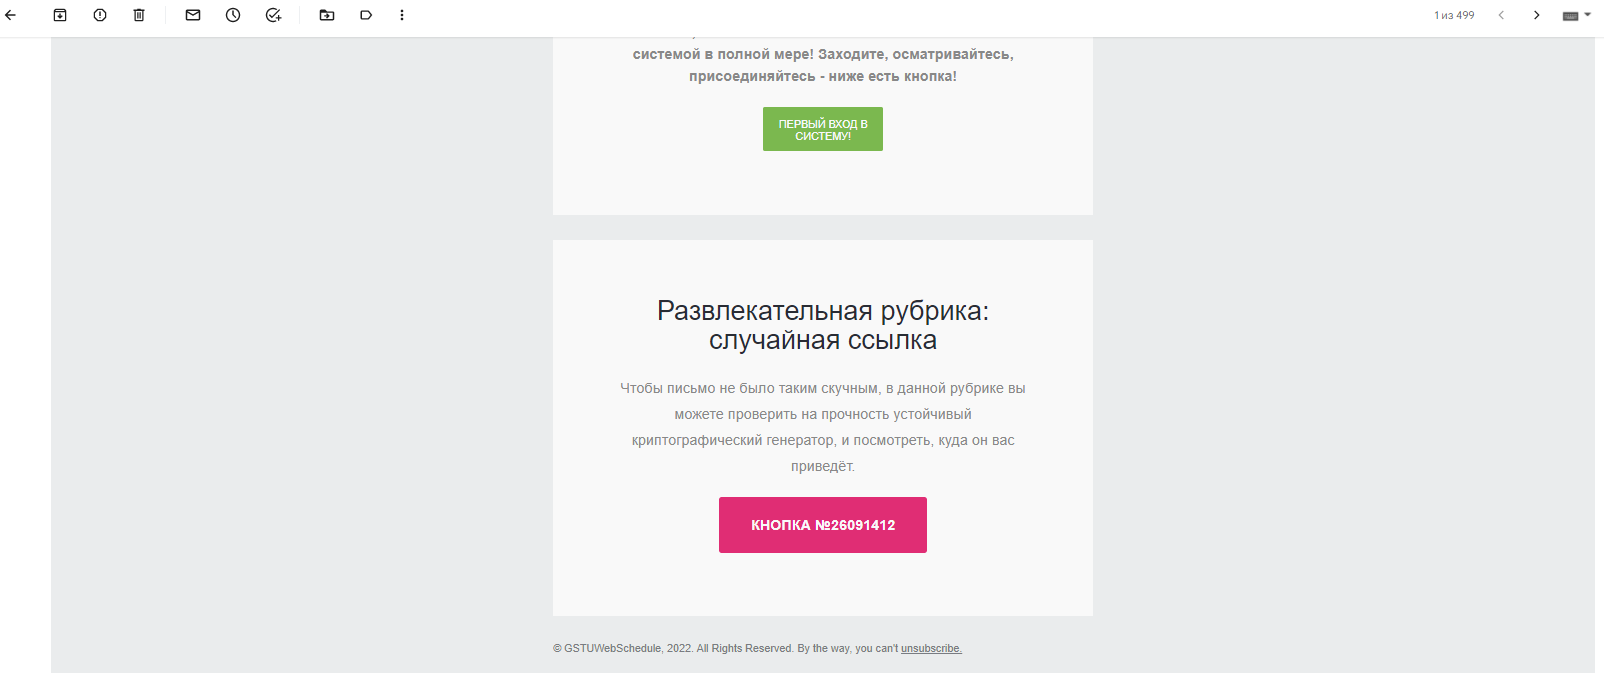 1 из 499
системой в полной мере! Заходите, осматривайтесь,
присоединяйтесь - ниже есть кнопка!
ПЕРВЫЙ ВХОД В
СИСТЕМУ!
Развлекательная рубрика:
случайная ссылка
Чтобы письмо не было таким скучным, в данной рубрике вы
можете проверить на прочность устойчивый
криптографический генератор, и посмотреть, куда он вас
приведёт.
КНОПКА №26091412
© GSTUWebSchedule, 2022. All Rights Reserved. By the way, you can't unsubscribe.